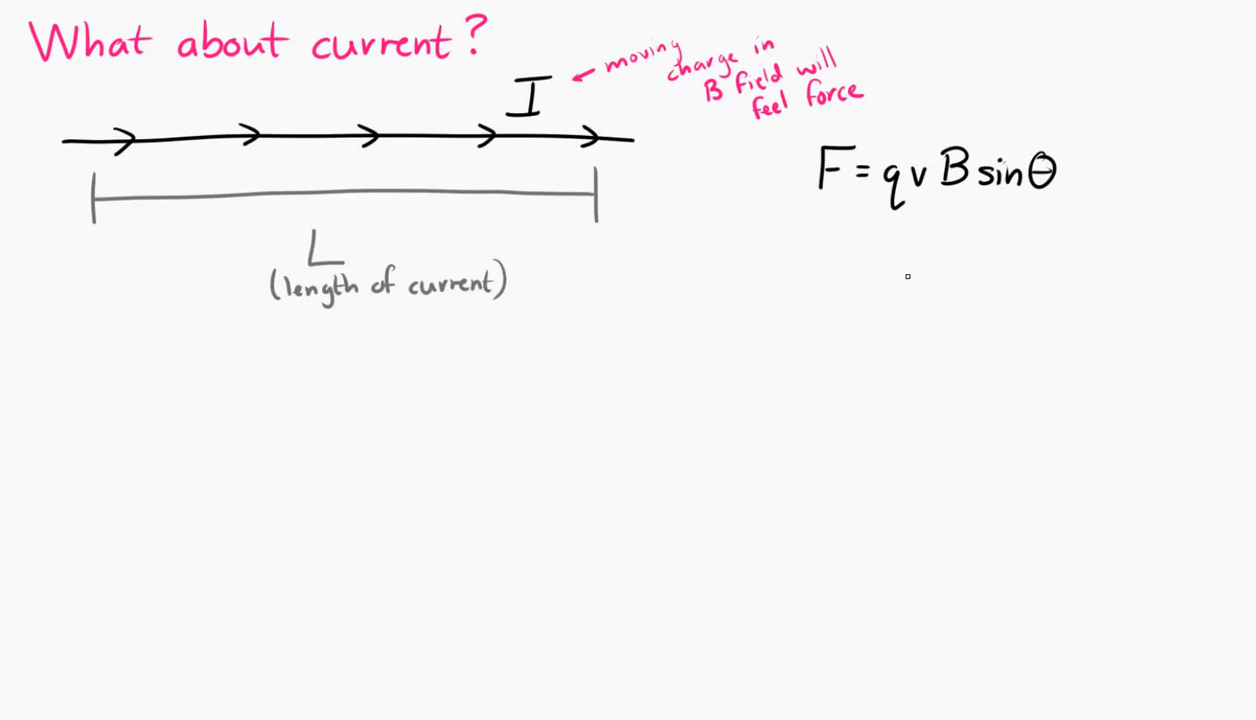 What about current?
I
moving
charge in
B field will
feel force
F = qvB sinθ
L
(length of current)